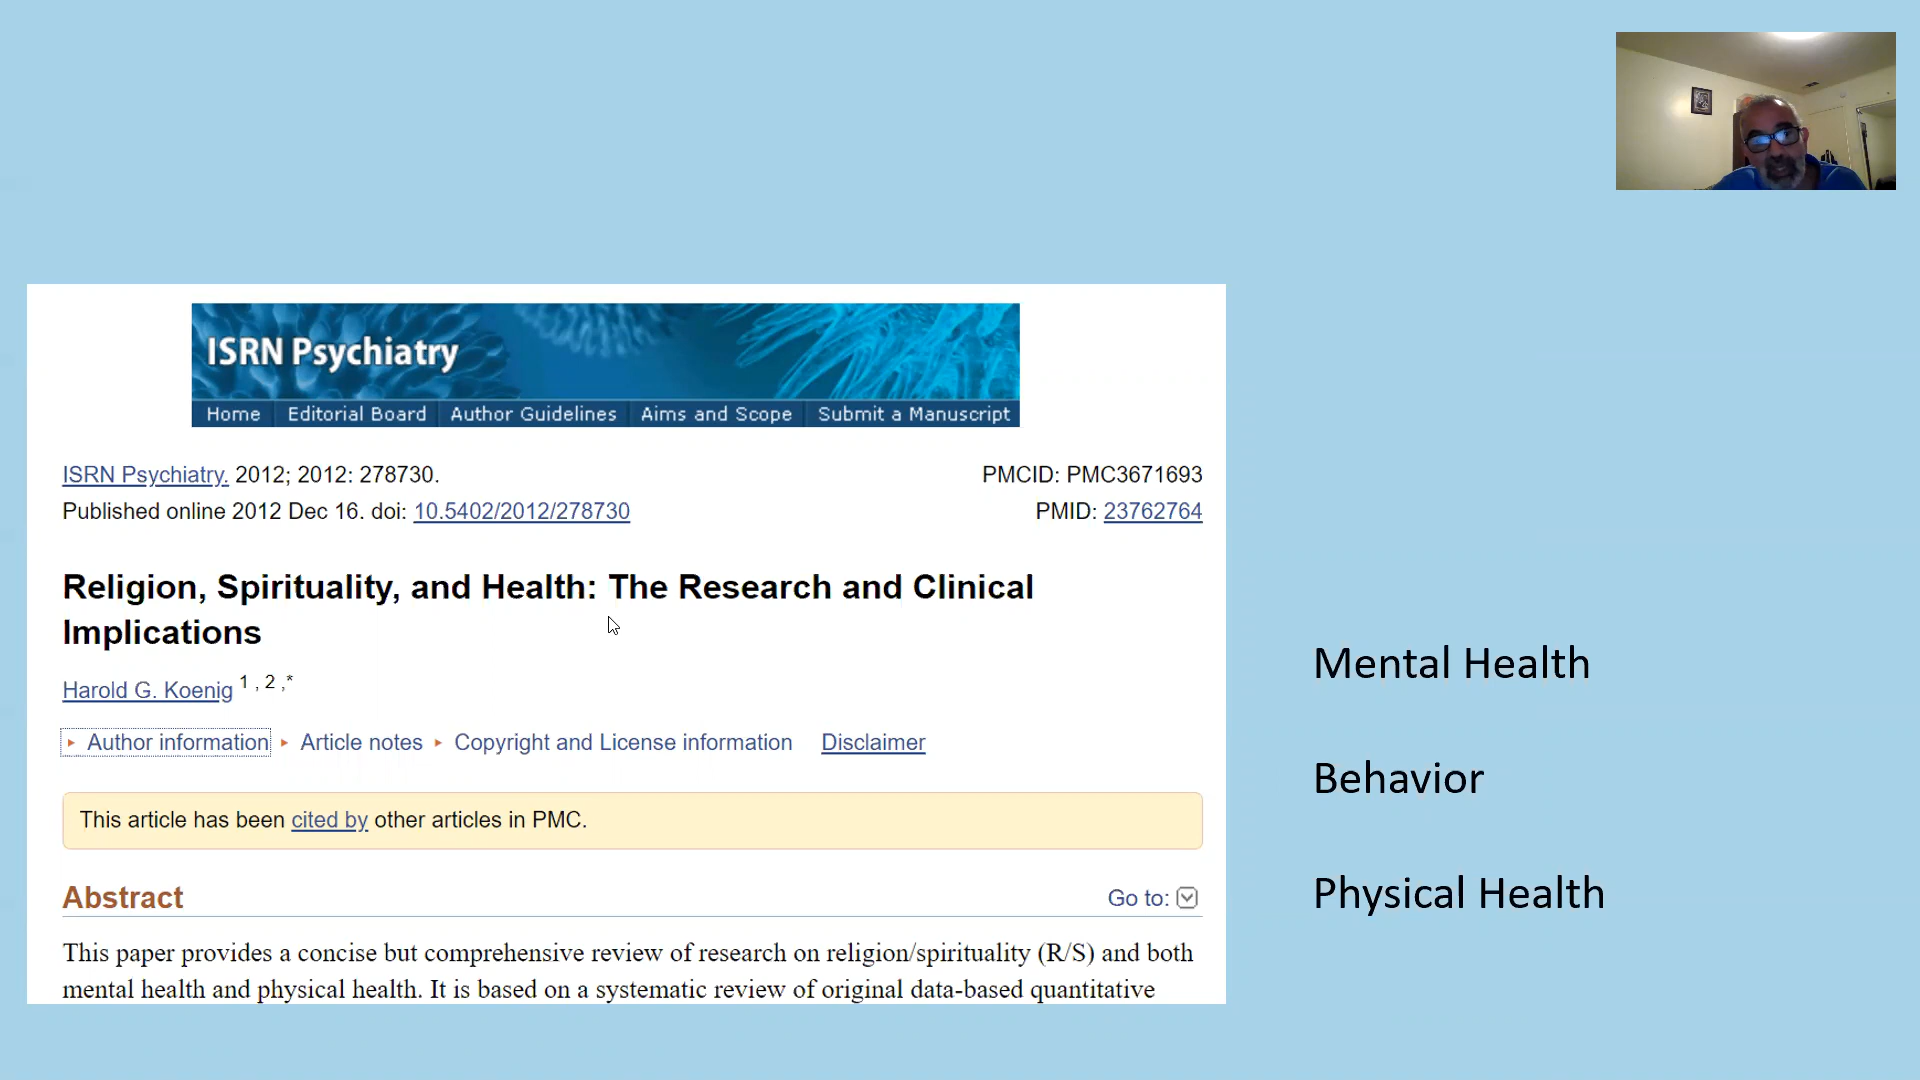 ISRN Psychiatry
Home Editorial Board Author Guidelines Aims and Scope Submit a Manuscript
ISRN Psychiatry. 2012; 2012: 278730. PMCID: PMC3671693
Published online 2012 Dec 16. doi: 10.5402/2012/278730 PMID: 23762764
Religion, Spirituality, and Health: The Research and Clinical
Implications
Harold G. Koenig 1 , 2 ,*
Author information Article notes Copyright and License information Disclaimer
This article has been cited by other articles in PMC.
Abstract Go to:
This paper provides a concise but comprehensive review of research on religion/spirituality (R/S) and both
mental health and physical health. It is based on a systematic review of original data-based quantitative
Mental Health
Behavior
Physical Health